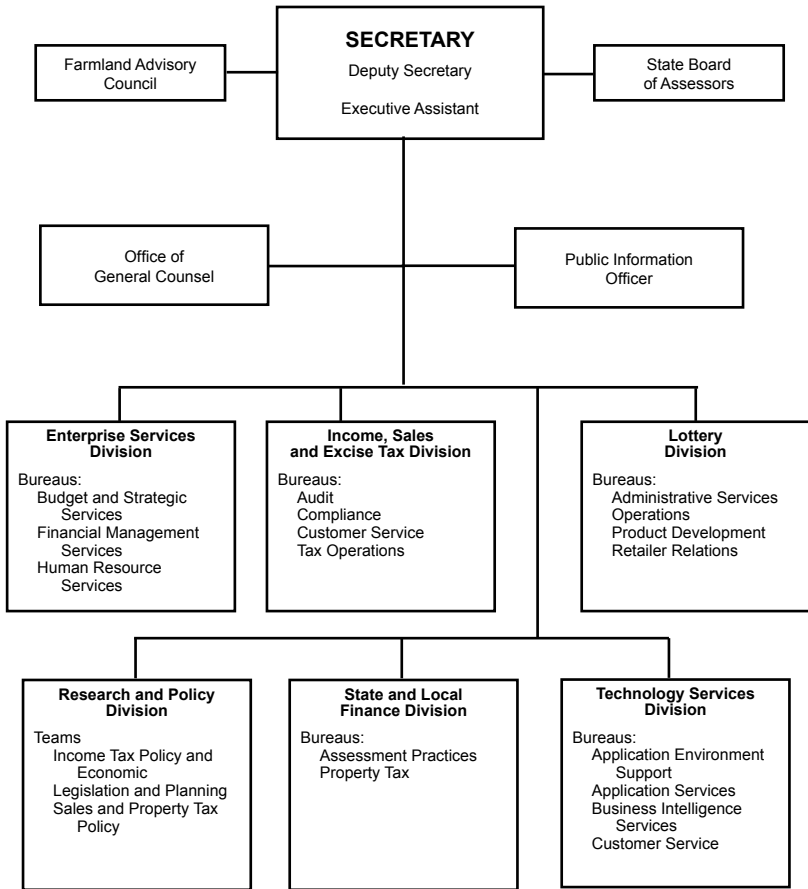 SECRETARY
Deputy Secretary
Executive Assistant
Farmland Advisory
Council
State Board
of Assessors
Office of
General Counsel
Public Information
Officer
Enterprise Services
Division
Bureaus:
Budget and Strategic
Services
Financial Management
Services
Human Resource
Services
Income, Sales
and Excise Tax Division
Bureaus:
Audit
Compliance
Customer Service
Tax Operations
Lottery
Division
Bureaus:
Administrative Services
Operations
Product Development
Retailer Relations
Research and Policy
Division
Teams
Income Tax Policy and
Economic
Legislation and Planning
Sales and Property Tax
Policy
State and Local
Finance Division
Bureaus:
Assessment Practices
Property Tax
Technology Services
Division
Bureaus:
Application Environment
Support
Application Services
Business Intelligence
Services
Customer Service